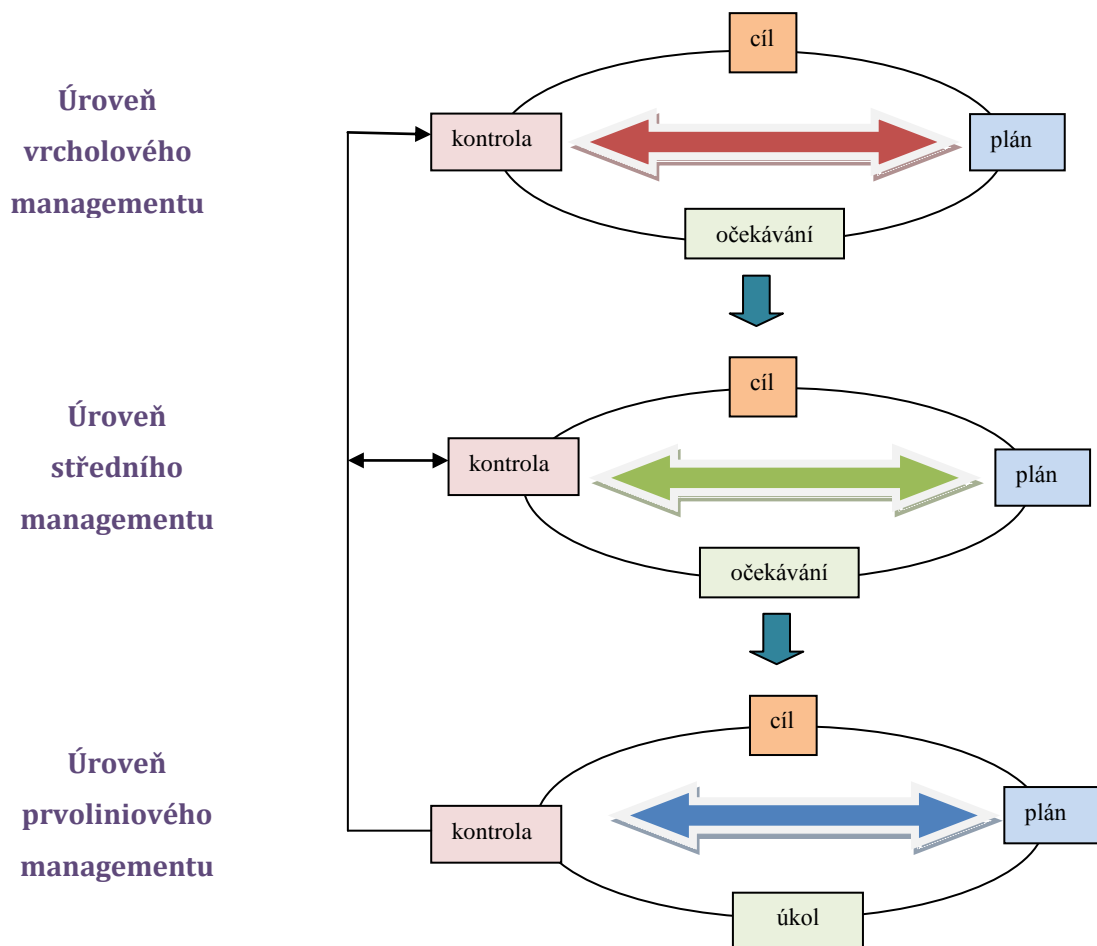 cíl
Úroveň
vrcholového
managementu
kontrola
plán
očekávání
cíl
Úroveň
středního
managementu
kontrola
plán
očekávání
cíl
Úroveň
prvoliniového
managementu
kontrola
plán
úkol